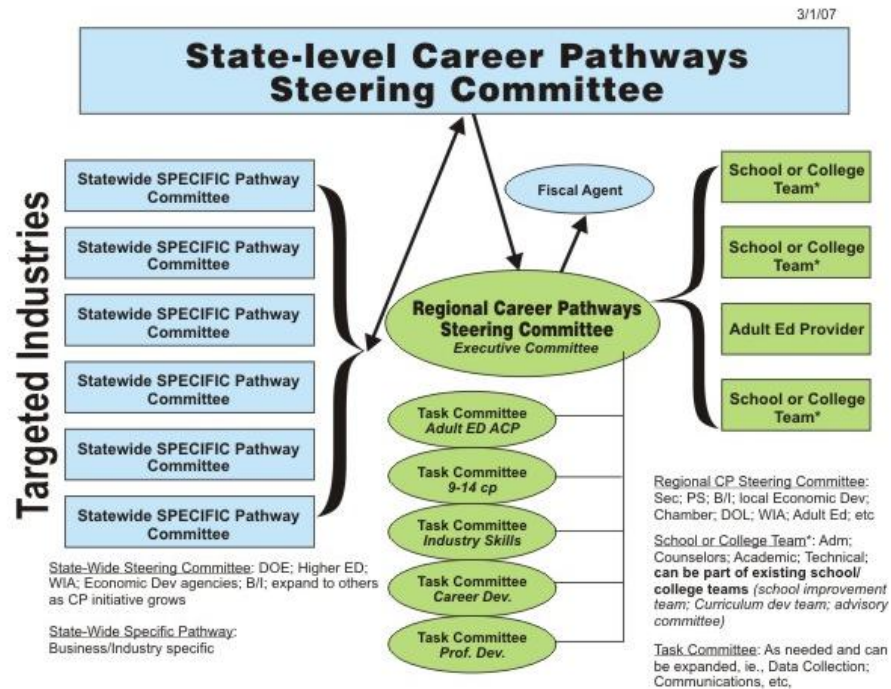 3/1/07
State-level Career Pathways
Steering Committee
Targeted Industries
Statewide SPECIFIC Pathway
Committee
Statewide SPECIFIC Pathway
Committee
Statewide SPECIFIC Pathway
Committee
Statewide SPECIFIC Pathway
Committee
Statewide SPECIFIC Pathway
Committee
Statewide SPECIFIC Pathway
Committee
Fiscal Agent
Regional Career Pathways
Steering Committee
Executive Committee
Task Committee
Adult ED ACP
Task Committee
9-14 cp
Task Committee
Industry Skills
Task Committee
Career Dev.
Task Committee
Prof. Dev.
School or College
Team*
School or College
Team*
Adult Ed Provider
School or College
Team*
State-Wide Steering Committee: DOE; Higher ED;
WIA; Economic Dev agencies; B/I; expand to others
as CP initiative grows
State-Wide Specific Pathway:
Business/Industry specific
Regional CP Steering Committee:
Sec; PS; B/I; local Economic Dev;
Chamber; DOL; WIA; Adult Ed; etc
School or College Team*: Adm;
Counselors; Academic; Technical;
can be part of existing school/
college teams (school improvement
team; Curriculum dev team; advisory
committee)
Task Committee: As needed and can
be expanded, ie., Data Collection;
Communications, etc,